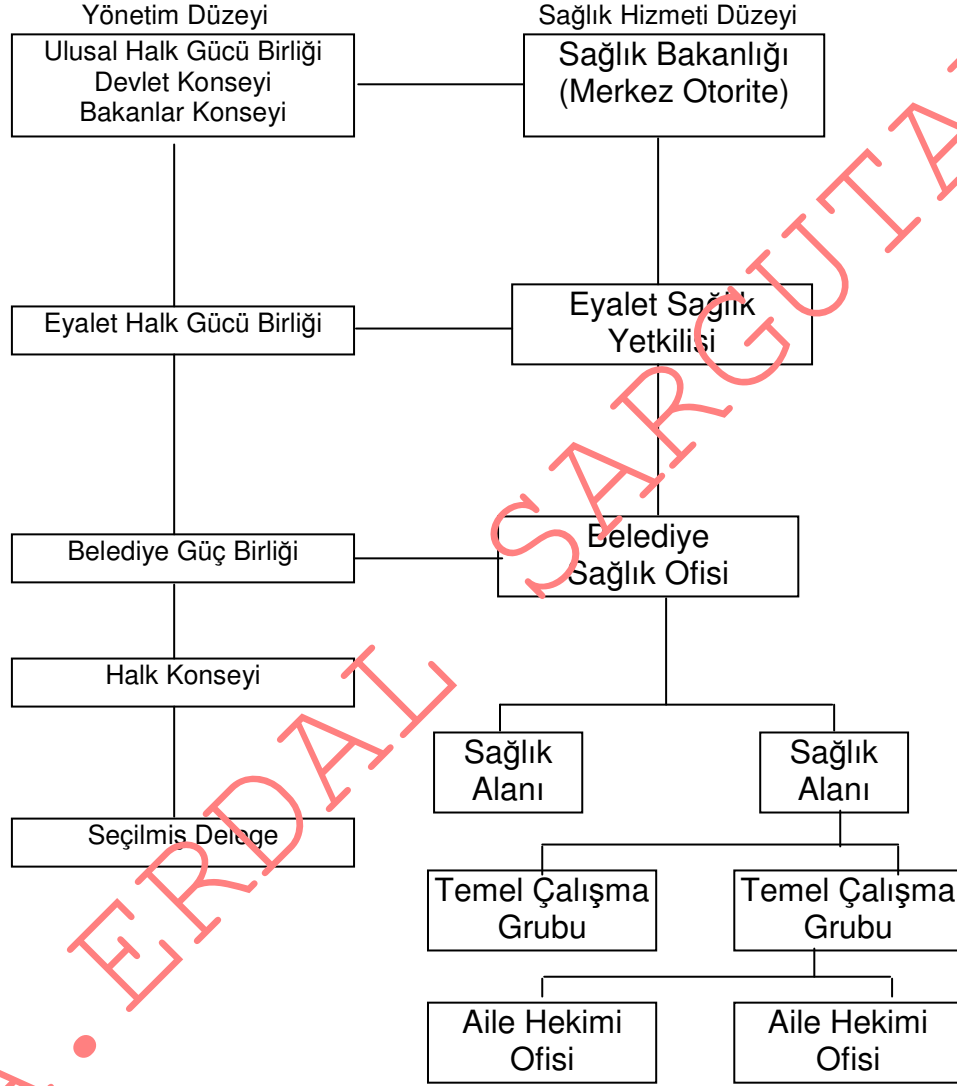 Yönetim Düzeyi
Sağlık Hizmeti Düzeyi
Ulusal Halk Gücü Birliği
Devlet Konseyi
Bakanlar Konseyi
Sağlık Bakanlığı
(Merkez Otorite)
Eyalet Halk Gücü Birliği
Eyalet Sağlık
Yetkilisi
Belediye Güç Birliği
Belediye
Sağlık Ofisi
Halk Konseyi
Sağlık
Alanı
Sağlık
Alanı
Seçilmiş Delege
Temel Çalışma
Grubu
Temel Çalışma
Grubu
Aile Hekimi
Ofisi
Aile Hekimi
Ofisi
ERDAL SARGUTA